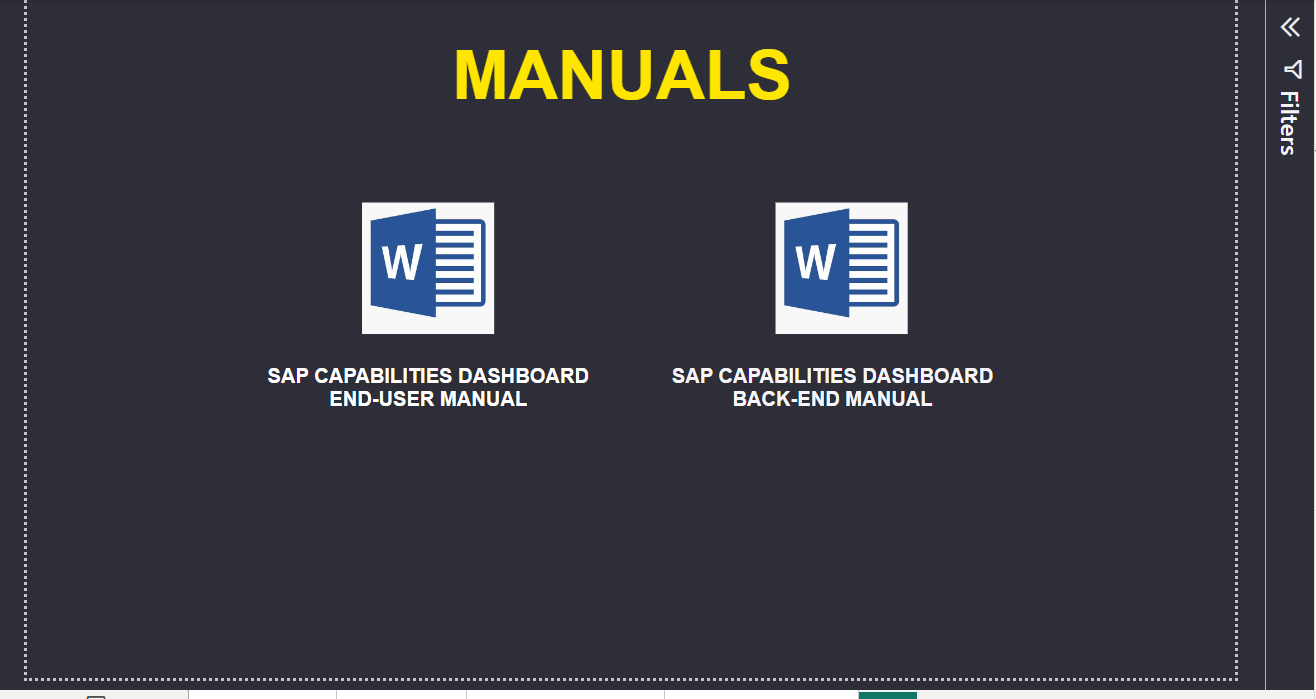 MANUALS
Filters
W
W
SAP CAPABILITIES DASHBOARD
END-USER MANUAL
SAP CAPABILITIES DASHBOARD
BACK-END MANUAL